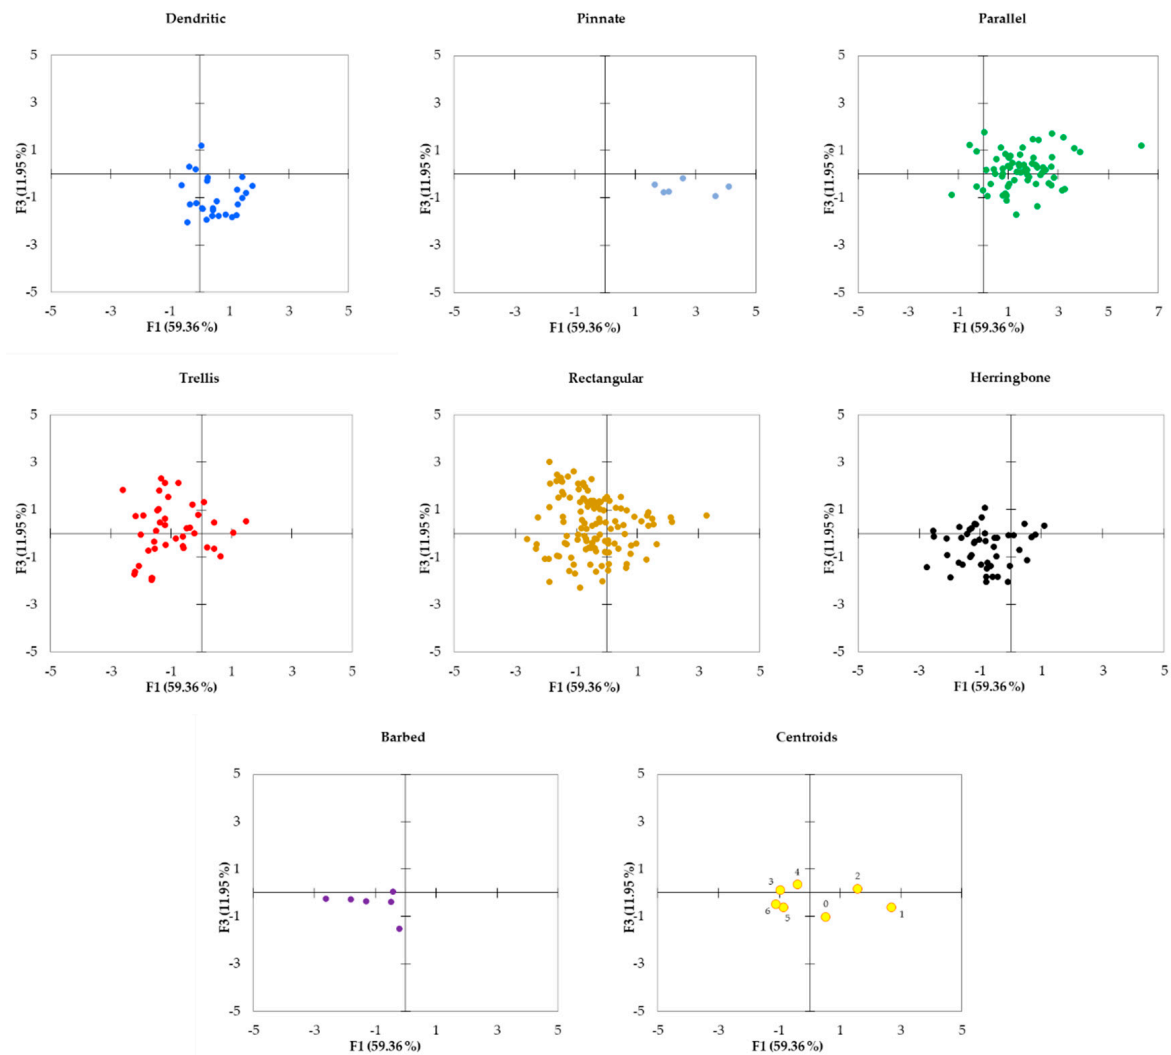 Dendritic
Pinnate
Parallel
5
3
1
-1
-3
-5
F3 (11.95 %)
-5 -3 -1 1 3 5
F1 (59.36 %)
5
3
1
-1
-3
-5
F3 (11.95 %)
-5 -3 -1 1 3 5
F1 (59.36 %)
5
3
1
-1
-3
-5
F3 (11.95 %)
-5 -3 -1 1 3 5 7
F1 (59.36 %)
Trellis
Rectangular
Herringbone
5
3
1
-1
-3
-5
F3 (11.95 %)
-5 -3 -1 1 3 5
F1 (59.36 %)
5
3
1
-1
-3
-5
F3 (11.95 %)
-5 -3 -1 1 3 5
F1 (59.36 %)
5
3
1
-1
-3
-5
F3 (11.95 %)
-5 -3 -1 1 3 5
F1 (59.36 %)
Barbed
Centroids
5
3
1
-1
-3
-5
F3 (11.95 %)
-5 -3 -1 1 3 5
F1 (59.36 %)
5
3
1
-1
-3
-5
F3 (11.95 %)
3 4 2
6 5 0 1
-5 -3 -1 1 3 5
F1 (59.36 %)